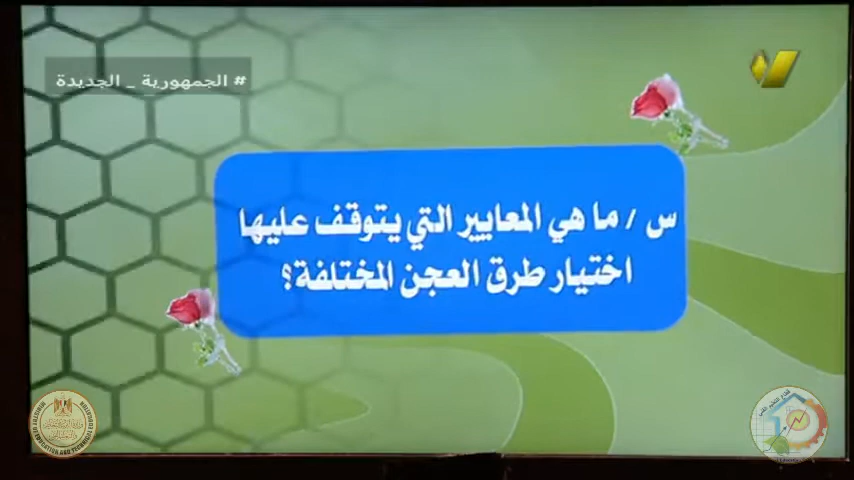 # الجمهورية _ الجديدة
س / ما هي المعايير التي يتوقف عليها
اختيار طرق العجن المختلفة؟